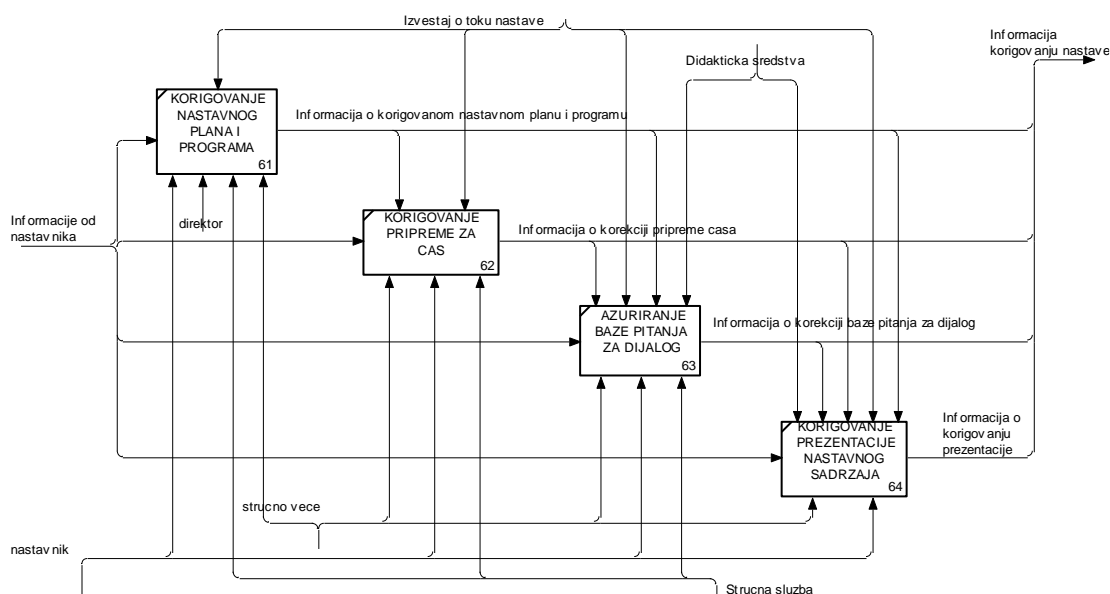 Izvestaj o toku nastave
Informacija
korigovanju nastave
Didakticka sredstva
KORIGOVANJE
NASTAVNOG
PLANA I
PROGRAMA
61
Informacija o korigovanom nastavnom planu i programu
Informacije od
nastavnika
direktor
KORIGOVANJE
PRIPREME ZA
CAS
62
Informacija o korekciji pripreme casa
AZURIRANJE
BAZE PITANJA
ZA DIJALOG
63
Informacija o korekciji baze pitanja za dijalog
KORIGOVANJE
PREZENTACIJE
NASTAVNOG
SADRZAJA
64
Informacija o
korigovanju
prezentacije
strucno vece
nastavnik
Strucna sluzba